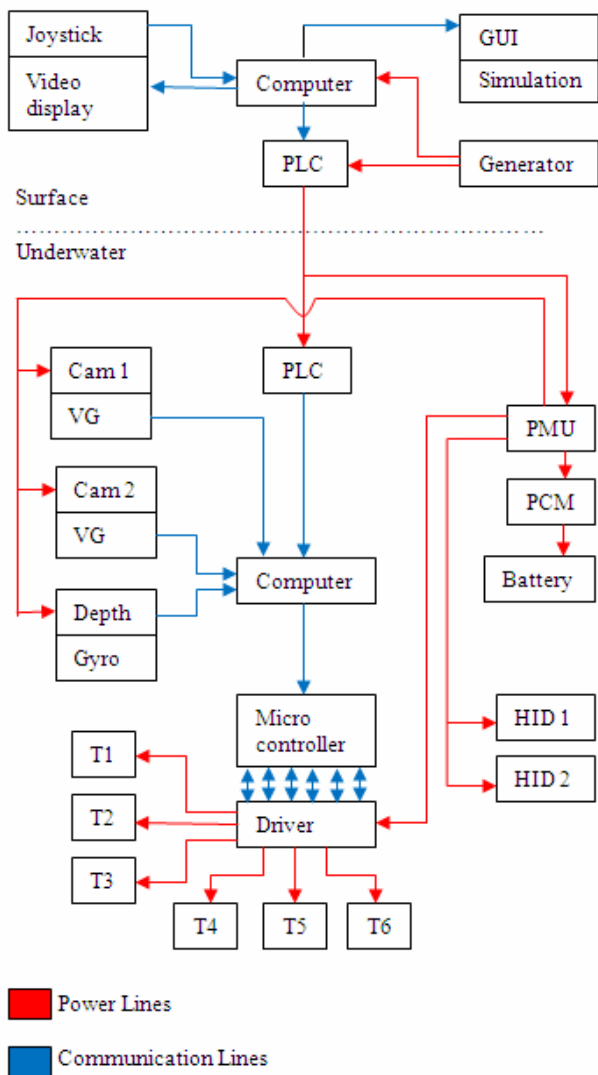 Joystick
GUI
Video
display
Computer
Simulation
PLC
Generator
Surface
Underwater
Cam 1
PLC
VG
PMU
Cam 2
PCM
VG
Computer
Battery
Depth
Gyro
Micro
controller
HID 1
T1
HID 2
T2
Driver
T3
T4
T5
T6
Power Lines
Communication Lines